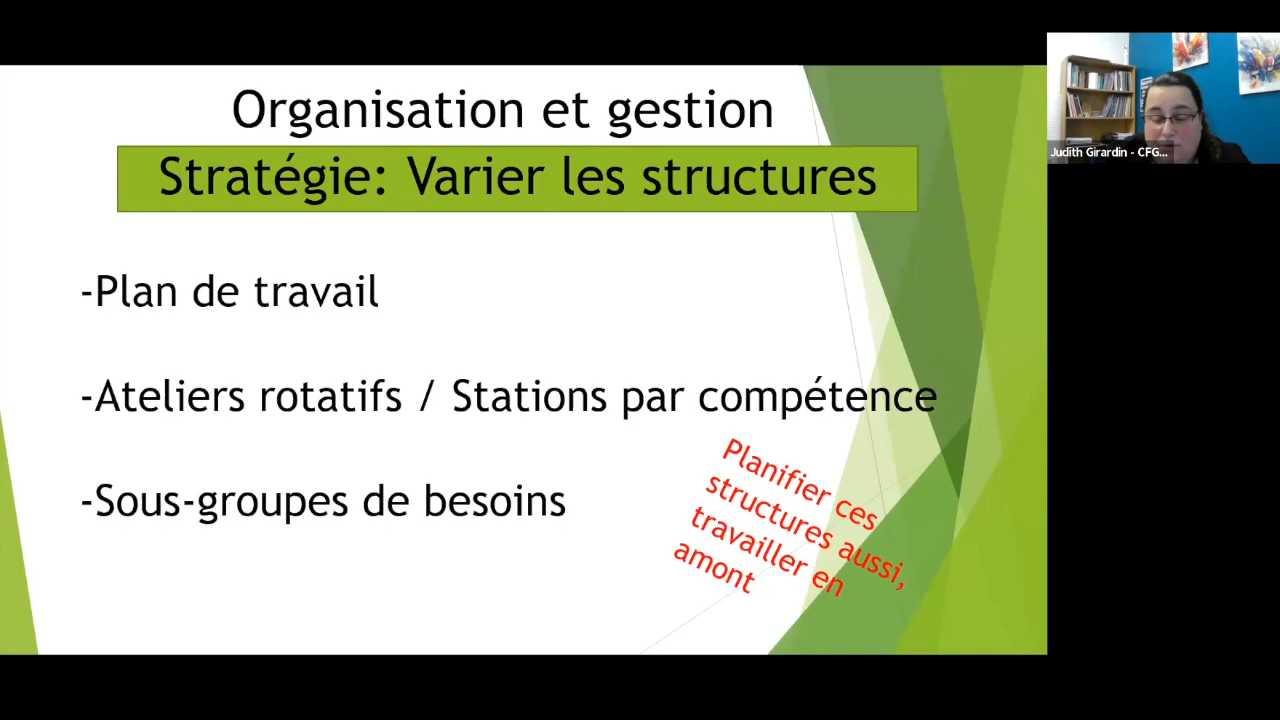 Organisation et gestion
Stratégie: Varier les structures
-Plan de travail
-Ateliers rotatifs / Stations par compétence
-Sous-groupes de besoins
Planifier ces
structures aussi,
travailler en
amont
Judith Girardin - CFG...